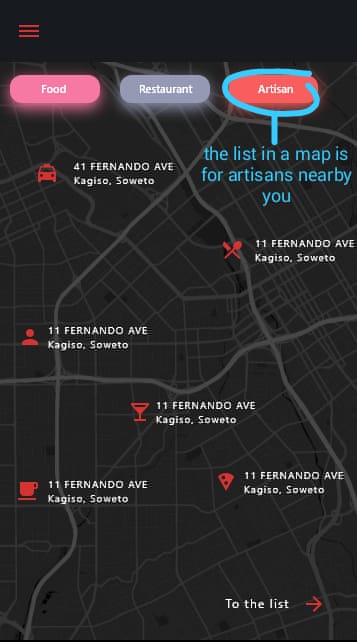 Food
Restaurant
Artisan
the list in a map is
for artisans nearby
you
41 FERNANDO AVE
Kagiso, Soweto
11 FERNANDO AVE
Kagiso, Soweto
11 FERNANDO AVE
Kagiso, Soweto
11 FERNANDO AVE
Kagiso, Soweto
11 FERNANDO AVE
Kagiso, Soweto
11 FERNANDO AVE
Kagiso, Soweto
To the list